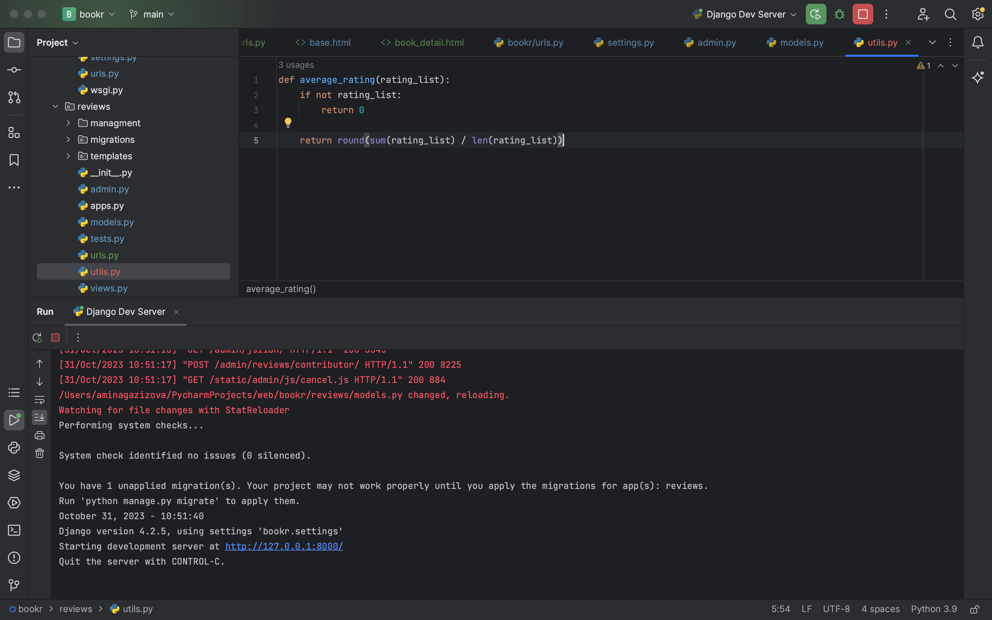 B bookr
main
Django Dev Server
Project
rls.py
base.html
book_detail.html
bookr/urls.py
settings.py
admin.py
models.py
utils.py
settings.py
urls.py
wsgi.py
reviews
managment
migrations
templates
__init__.py
admin.py
apps.py
models.py
tests.py
urls.py
utils.py
views.py
3 usages
1
1 def average_rating(rating_list):
2 if not rating_list:
3 return 0
4
5 return round(sum(rating_list) / len(rating_list))
average_rating()
Run
Django Dev Server
[31/Oct/2023 10:51:16] "GET /admin/jsi18n/ HTTP/1.1" 200 3343
[31/Oct/2023 10:51:17] "POST /admin/reviews/contributor/ HTTP/1.1" 200 8225
[31/Oct/2023 10:51:17] "GET /static/admin/js/cancel.js HTTP/1.1" 200 884
/Users/aminagazizova/PycharmProjects/web/bookr/reviews/models.py changed, reloading.
Watching for file changes with StatReloader
Performing system checks...
System check identified no issues (0 silenced).
You have 1 unapplied migration(s). Your project may not work properly until you apply the migrations for app(s): reviews.
Run 'python manage.py migrate' to apply them.
October 31, 2023 - 10:51:40
Django version 4.2.5, using settings 'bookr.settings'
Starting development server at http://127.0.0.1:8000/
Quit the server with CONTROL-C.
bookr > reviews > utils.py
5:54 LF UTF-8 4 spaces Python 3.9